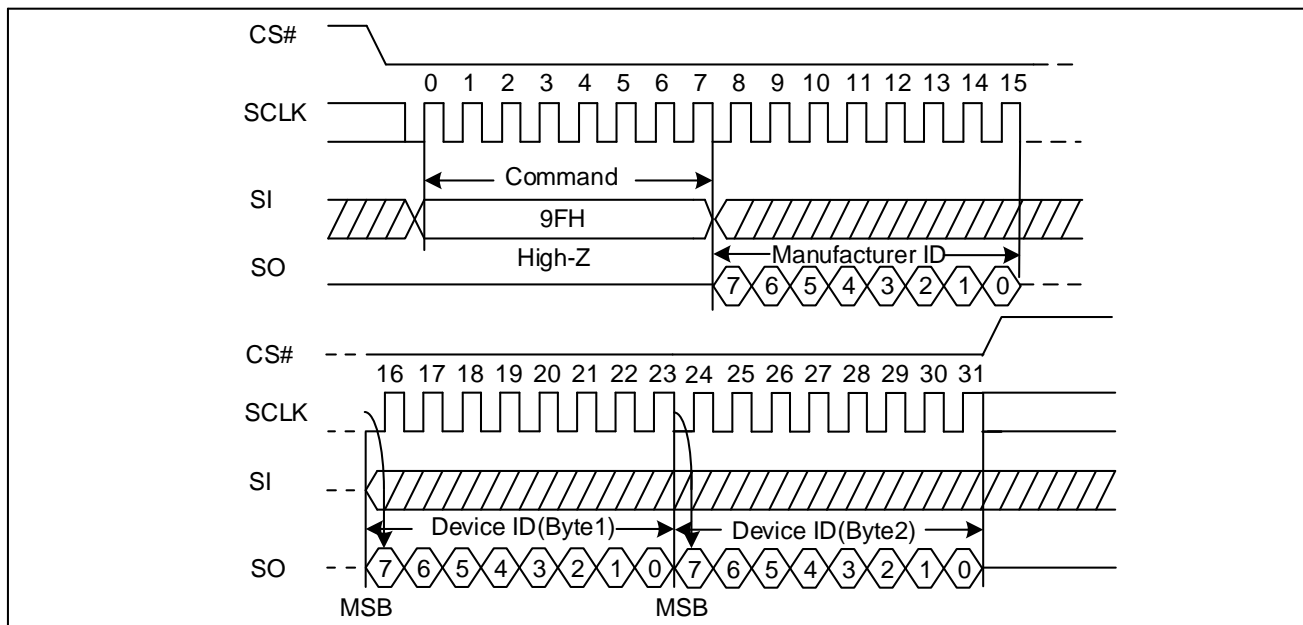 CS#
0 1 2 3 4 5 6 7 8 9 10 11 12 13 14 15
SCLK
Command
SI
9FH
High-Z
Manufacturer ID
SO
7 6 5 4 3 2 1 0
CS#
16 17 18 19 20 21 22 23 24 25 26 27 28 29 30 31
SCLK
SI
Device ID(Byte1) Device ID(Byte2)
SO
7 6 5 4 3 2 1 0 7 6 5 4 3 2 1 0
MSB MSB